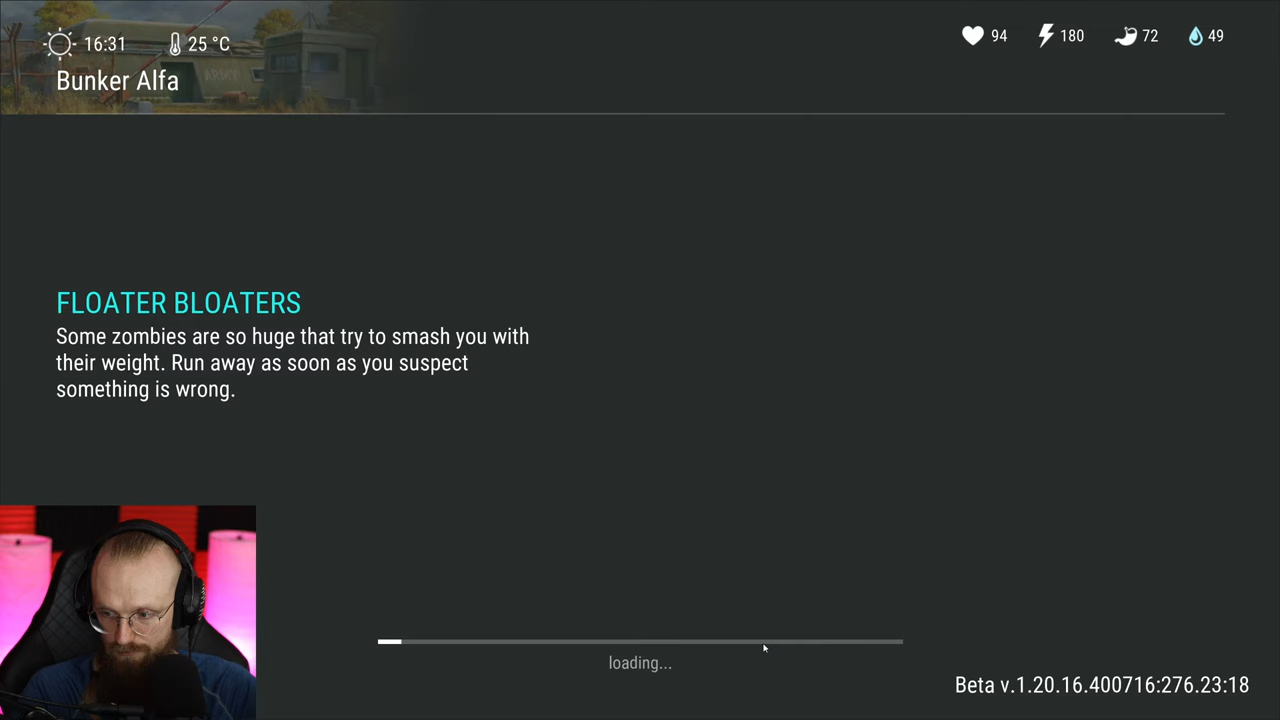 16:31
25 °C
94
180
72
49
Bunker Alfa
FLOATER BLOATERS
Some zombies are so huge that try to smash you with
their weight. Run away as soon as you suspect
something is wrong.
loading...
Beta v.1.20.16.400716:276.23:18